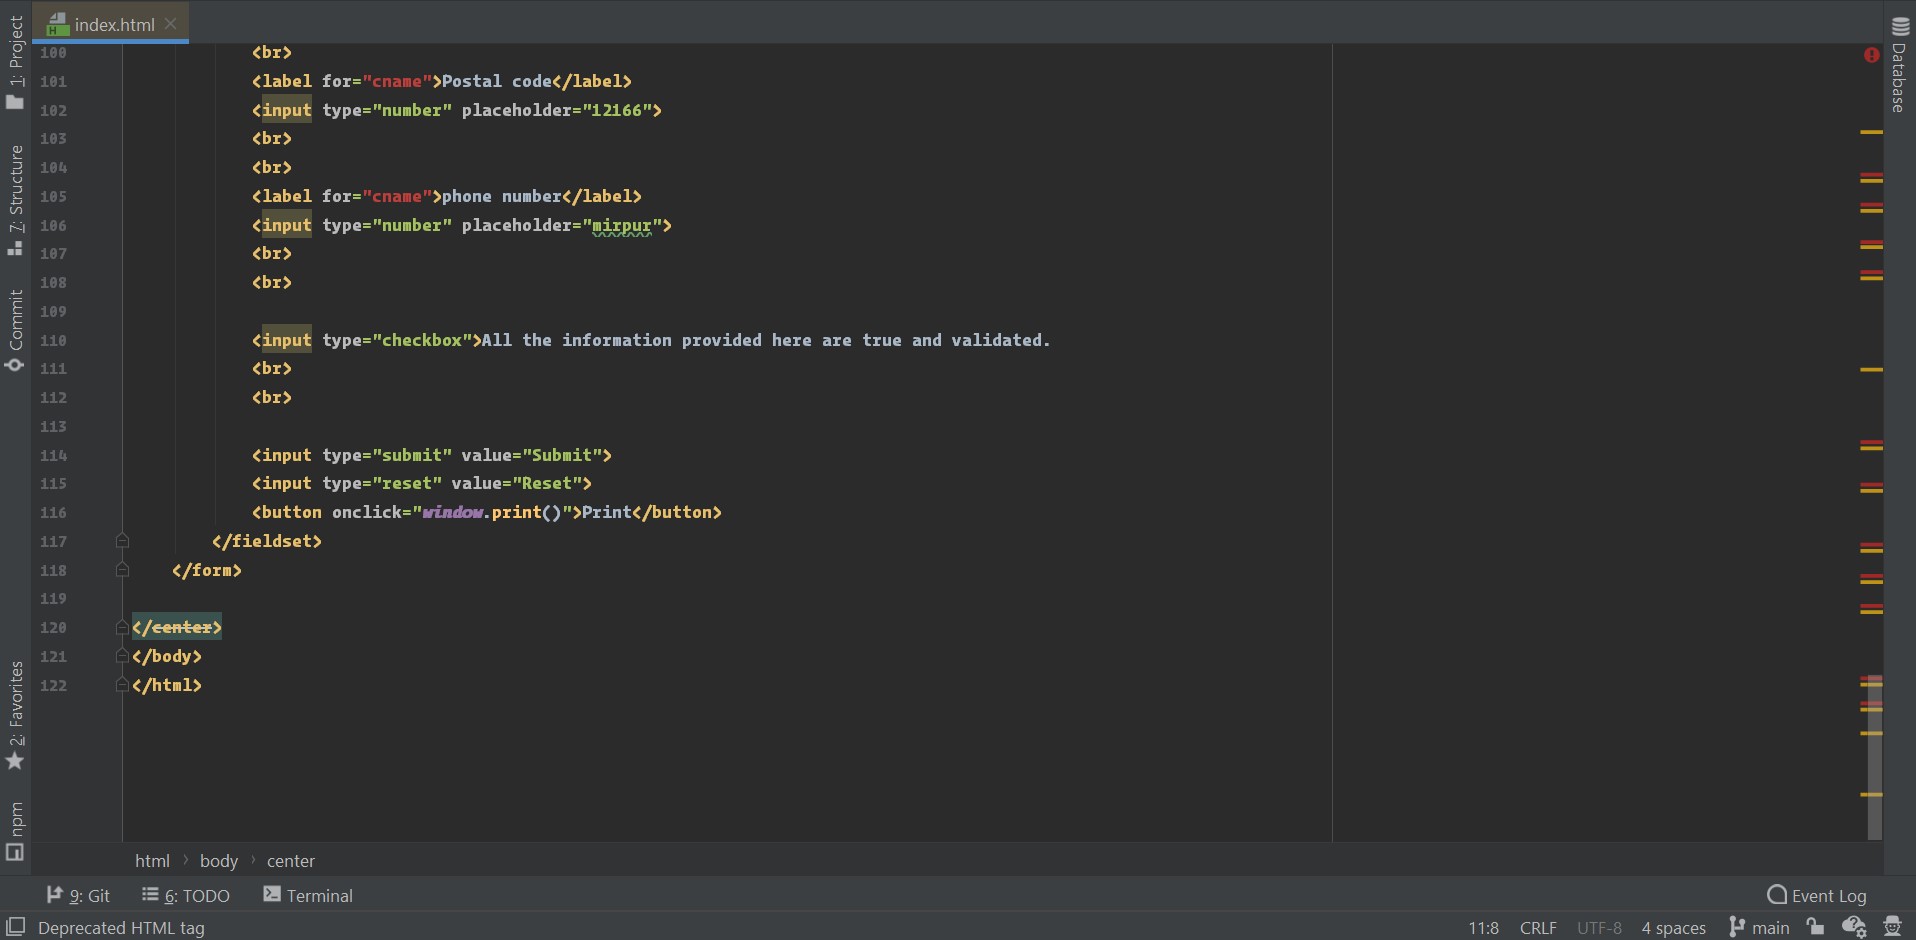 index.html
1: Project
7: Structure
Commit
2: Favorites
npm
Database
100 <br>
101 <label for="cname">Postal code</label>
102 <input type="number" placeholder="12166">
103 <br>
104 <br>
105 <label for="cname">phone number</label>
106 <input type="number" placeholder="mirpur">
107 <br>
108 <br>
109
110 <input type="checkbox">All the information provided here are true and validated.
111 <br>
112 <br>
113
114 <input type="submit" value="Submit">
115 <input type="reset" value="Reset">
116 <button onclick="window.print()">Print</button>
117 </fieldset>
118 </form>
119
120 </center>
121 </body>
122 </html>
html › body › center
9: Git 6: TODO Terminal Event Log
Deprecated HTML tag 11:8 CRLF UTF-8 4 spaces main